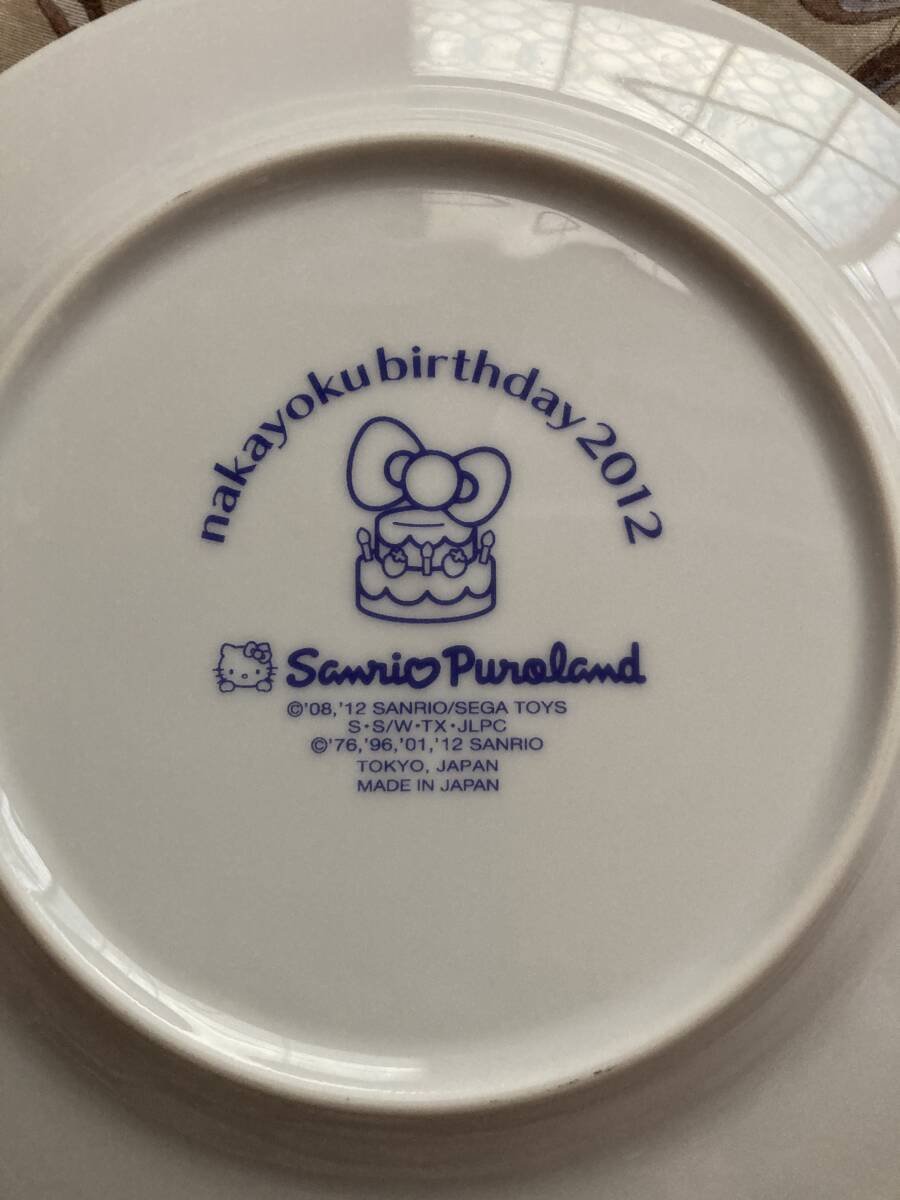 nakayoku birthday 2012
Sanrio Puroland
©'08,'12 SANRIO/SEGA TOYS
S・S/W・TX・JLPC
©'76,'96,'01,'12 SANRIO
TOKYO, JAPAN
MADE IN JAPAN